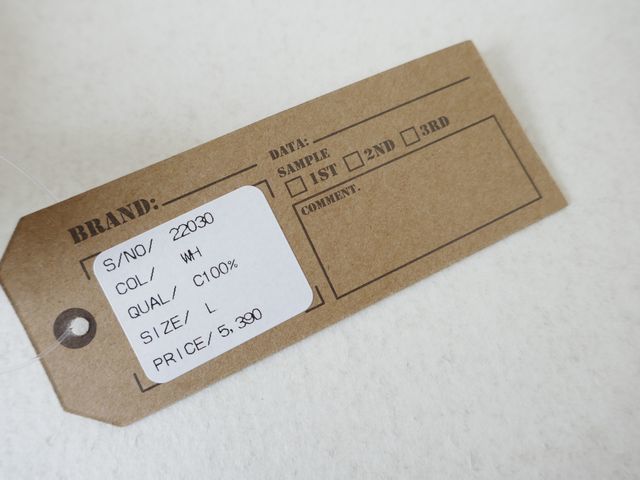 BRAND:
S/NO/ 22030
COL/ WH
QUAL/ C100%
SIZE/ L
PRICE/5,390
DATA:
SAMPLE
1ST 2ND 3RD
COMMENT.